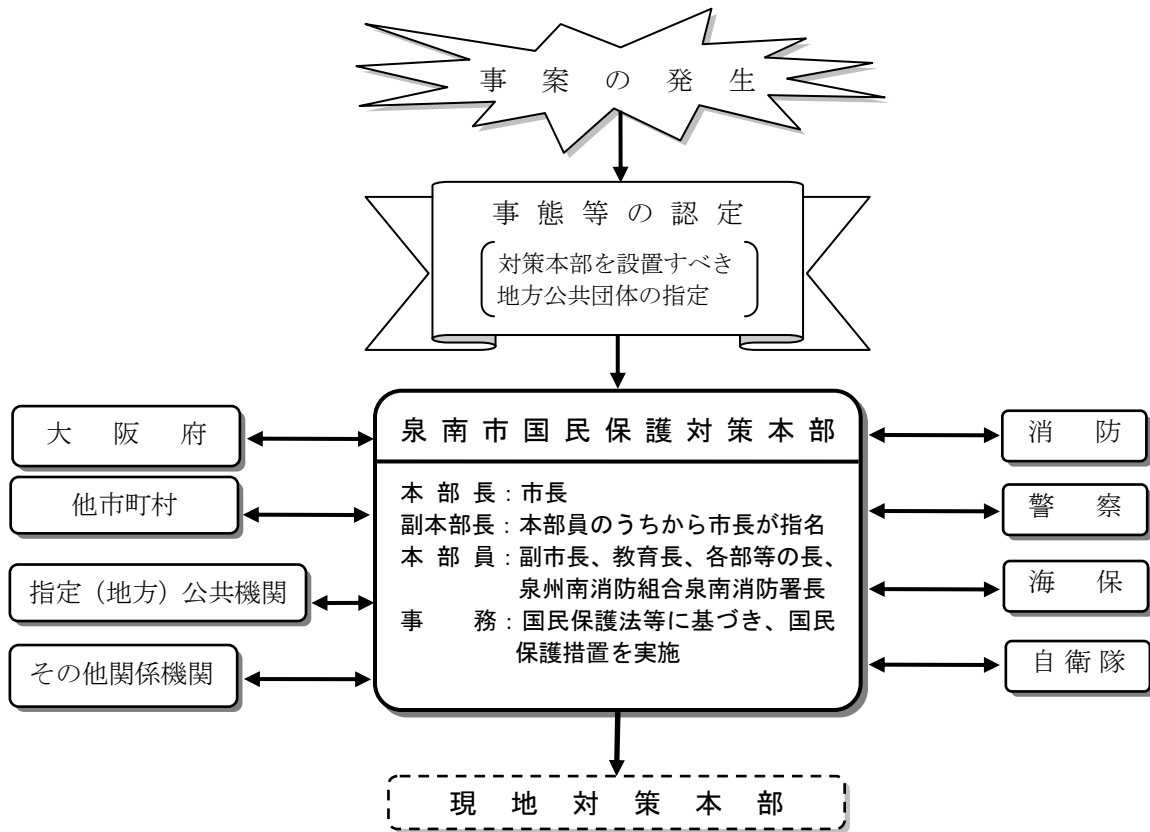 事案の発生
事態等の認定
対策本部を設置すべき
地方公共団体の指定
泉南市国民保護対策本部
本部長：市長
副本部長：本部員のうちから市長が指名
本部員：副市長、教育長、各部等の長、
泉州南消防組合泉南消防署長
事務：国民保護法等に基づき、国民
保護措置を実施
大阪府
他市町村
指定（地方）公共機関
その他関係機関
消防
警察
海保
自衛隊
現地対策本部